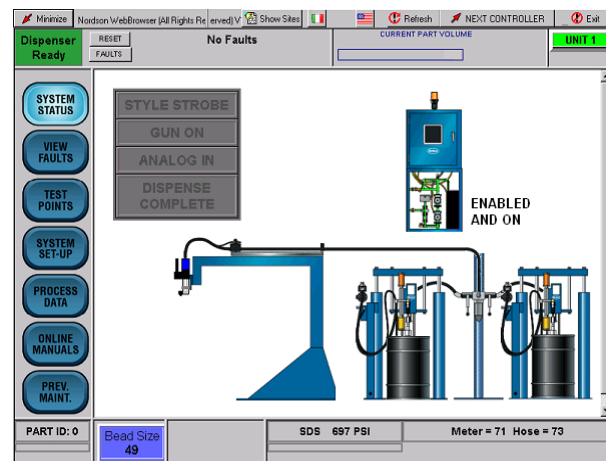 Minimize
Nordson WebBrowser (All Rights Re erved) V
Show Sites
Refresh
NEXT CONTROLLER
Exit
Dispenser
Ready
RESET
FAULTS
No Faults
CURRENT PART VOLUME
UNIT 1
SYSTEM
STATUS
VIEW
FAULTS
TEST
POINTS
SYSTEM
SET-UP
PROCESS
DATA
ONLINE
MANUALS
PREV.
MAINT.
STYLE STROBE
GUN ON
ANALOG IN
DISPENSE
COMPLETE
ENABLED
AND ON
PART ID: 0
Bead Size
49
SDS 697 PSI
Meter = 71 Hose = 73